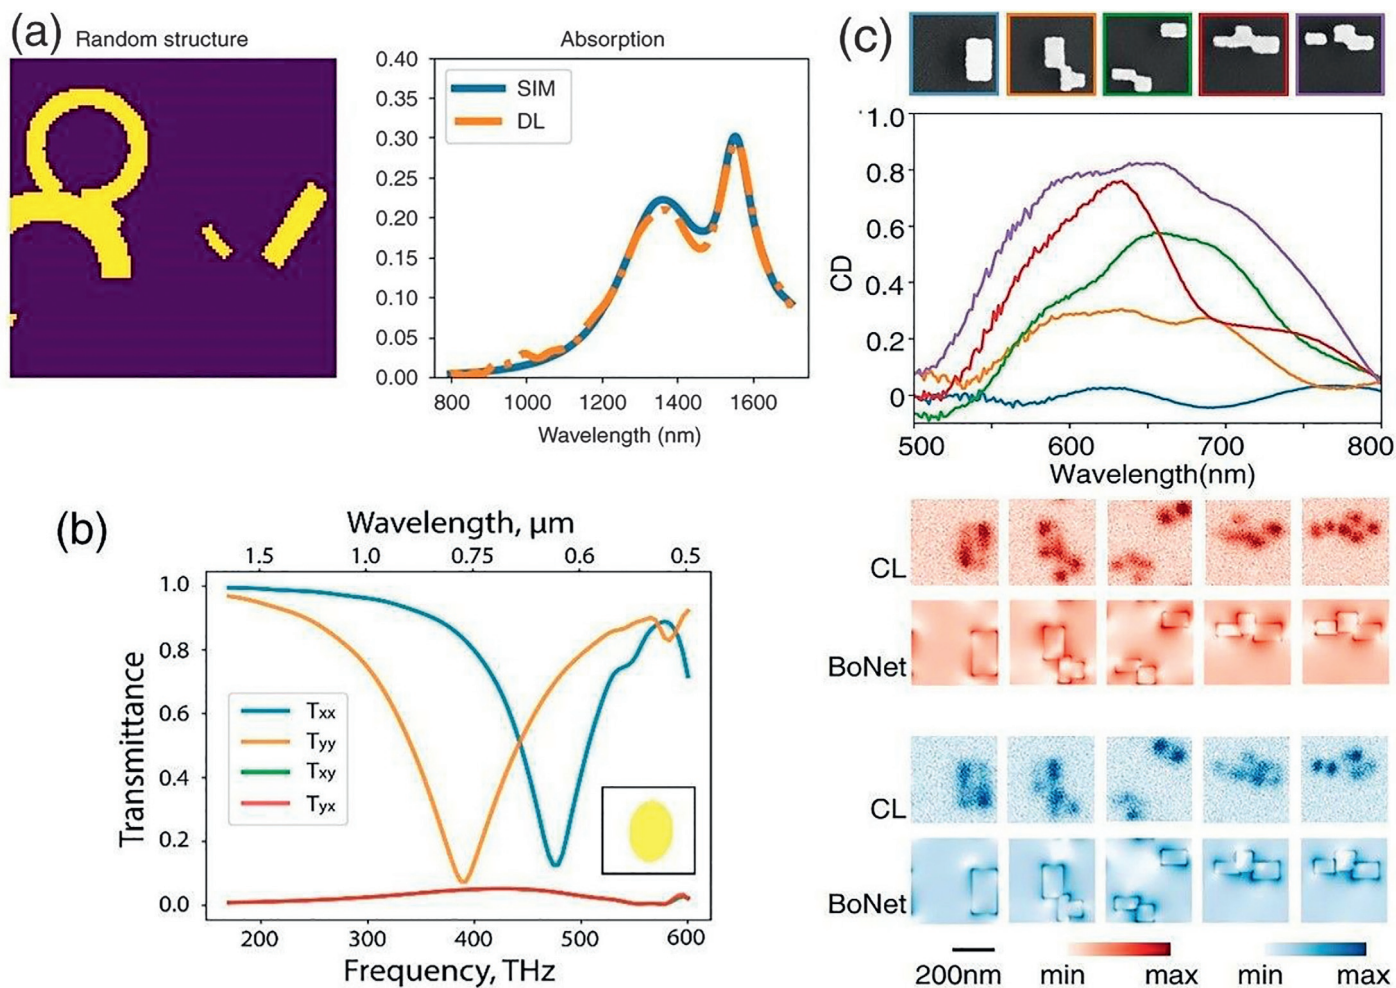 (a)
Random structure
Absorption
0.40
0.35
0.30
0.25
0.20
0.15
0.10
0.05
0.00
SIM
DL
800 1000 1200 1400 1600
Wavelength (nm)
(b)
Wavelength, μm
1.5 1.0 0.75 0.6 0.5
Transmittance
1.0
0.8
0.6
0.4
0.2
0.0
Txx
Tyy
Txy
Tyx
200 300 400 500 600
Frequency, THz
(c)
CD
1.0
0.8
0.6
0.4
0.2
0
500 600 700 800
Wavelength(nm)
CL
BoNet
CL
BoNet
200nm min max min max